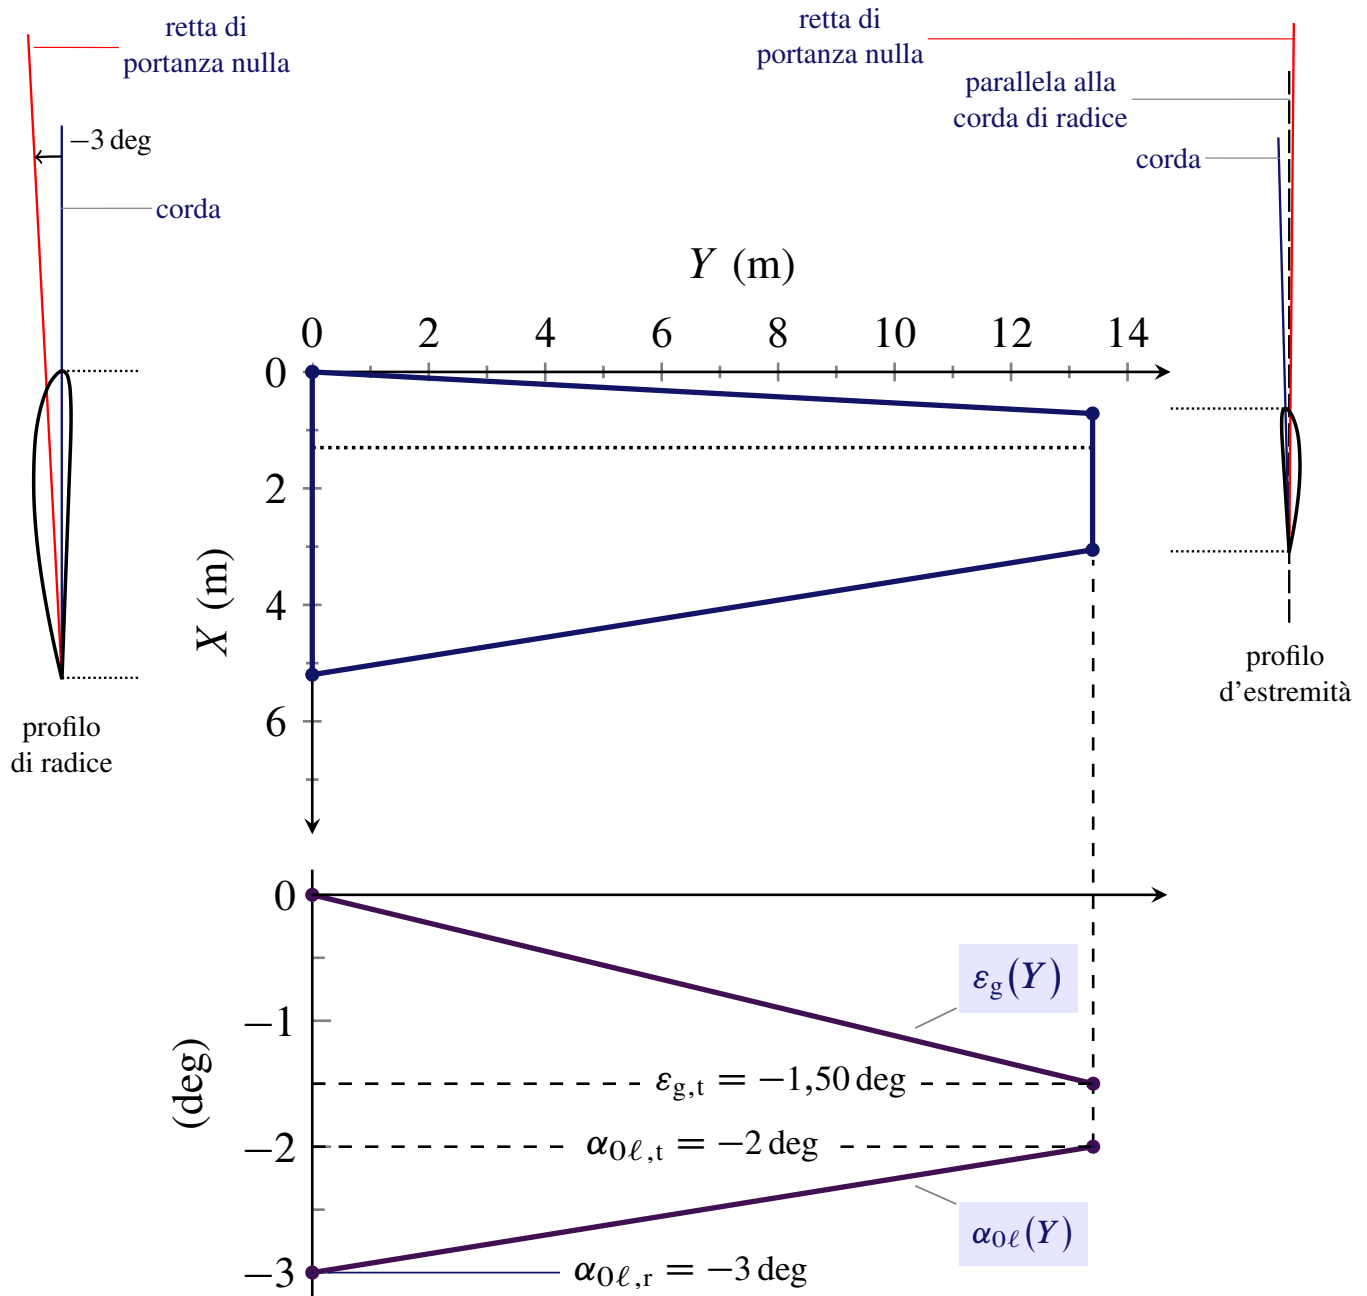 retta di
portanza nulla
−3 deg
corda
retta di
portanza nulla
parallela alla
corda di radice
corda
Y (m)
0 2 4 6 8 10 12 14
0
2
4
6
X (m)
profilo
di radice
profilo
d'estremità
0
−1
−2
−3
(deg)
εg(Y)
εg,t = −1,50 deg
α0ℓ,t = −2 deg
α0ℓ(Y)
α0ℓ,r = −3 deg